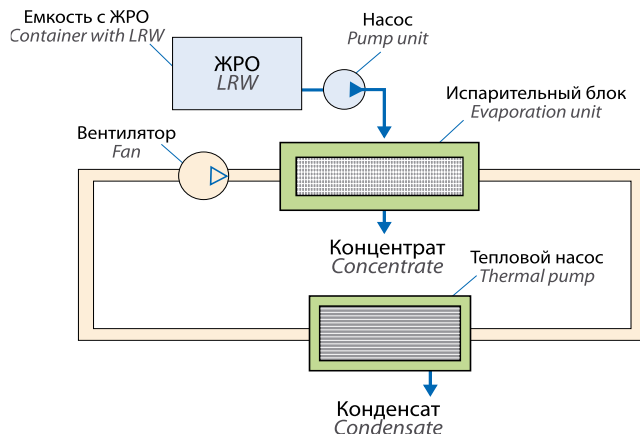 Емкость с ЖРО
Container with LRW
Насос
Pump unit
ЖРО
LRW
Испарительный блок
Evaporation unit
Вентилятор
Fan
Концентрат
Concentrate
Тепловой насос
Thermal pump
Конденсат
Condensate